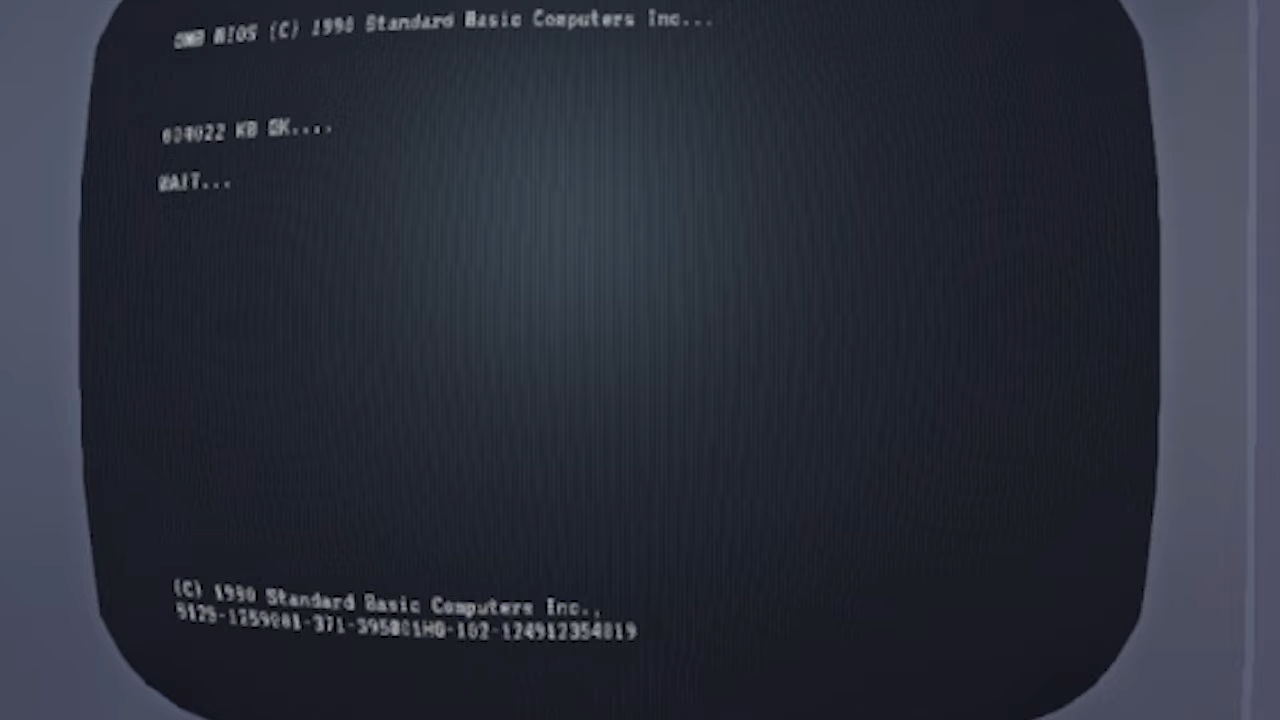 BIOS (C) 1990 Standard Basic Computers Inc...
KB OK....
WAIT...
(C) 1990 Standard Basic Computers Inc..